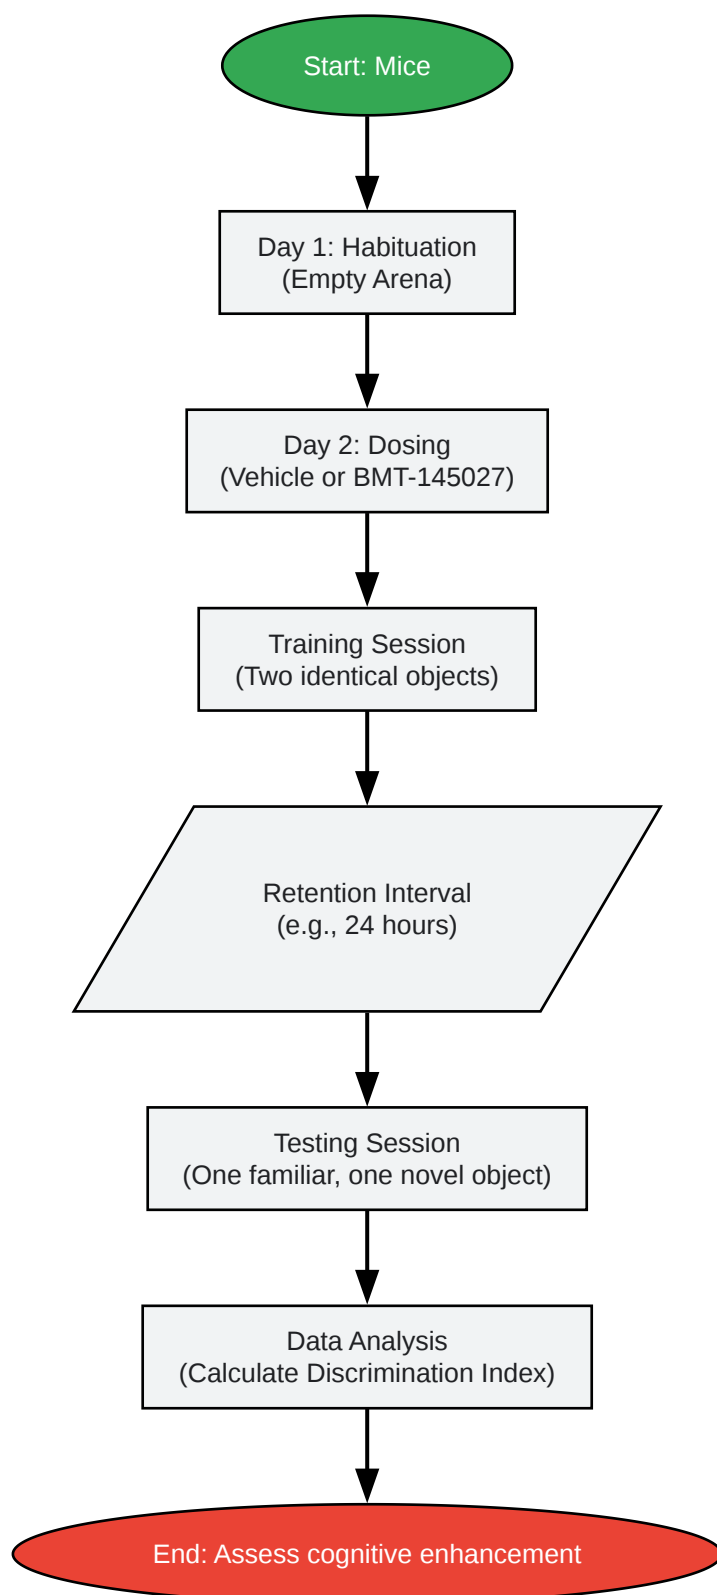 Start: Mice
Day 1: Habituation
(Empty Arena)
Day 2: Dosing
(Vehicle or BMT-145027)
Training Session
(Two identical objects)
Retention Interval
(e.g., 24 hours)
Testing Session
(One familiar, one novel object)
Data Analysis
(Calculate Discrimination Index)
End: Assess cognitive enhancement